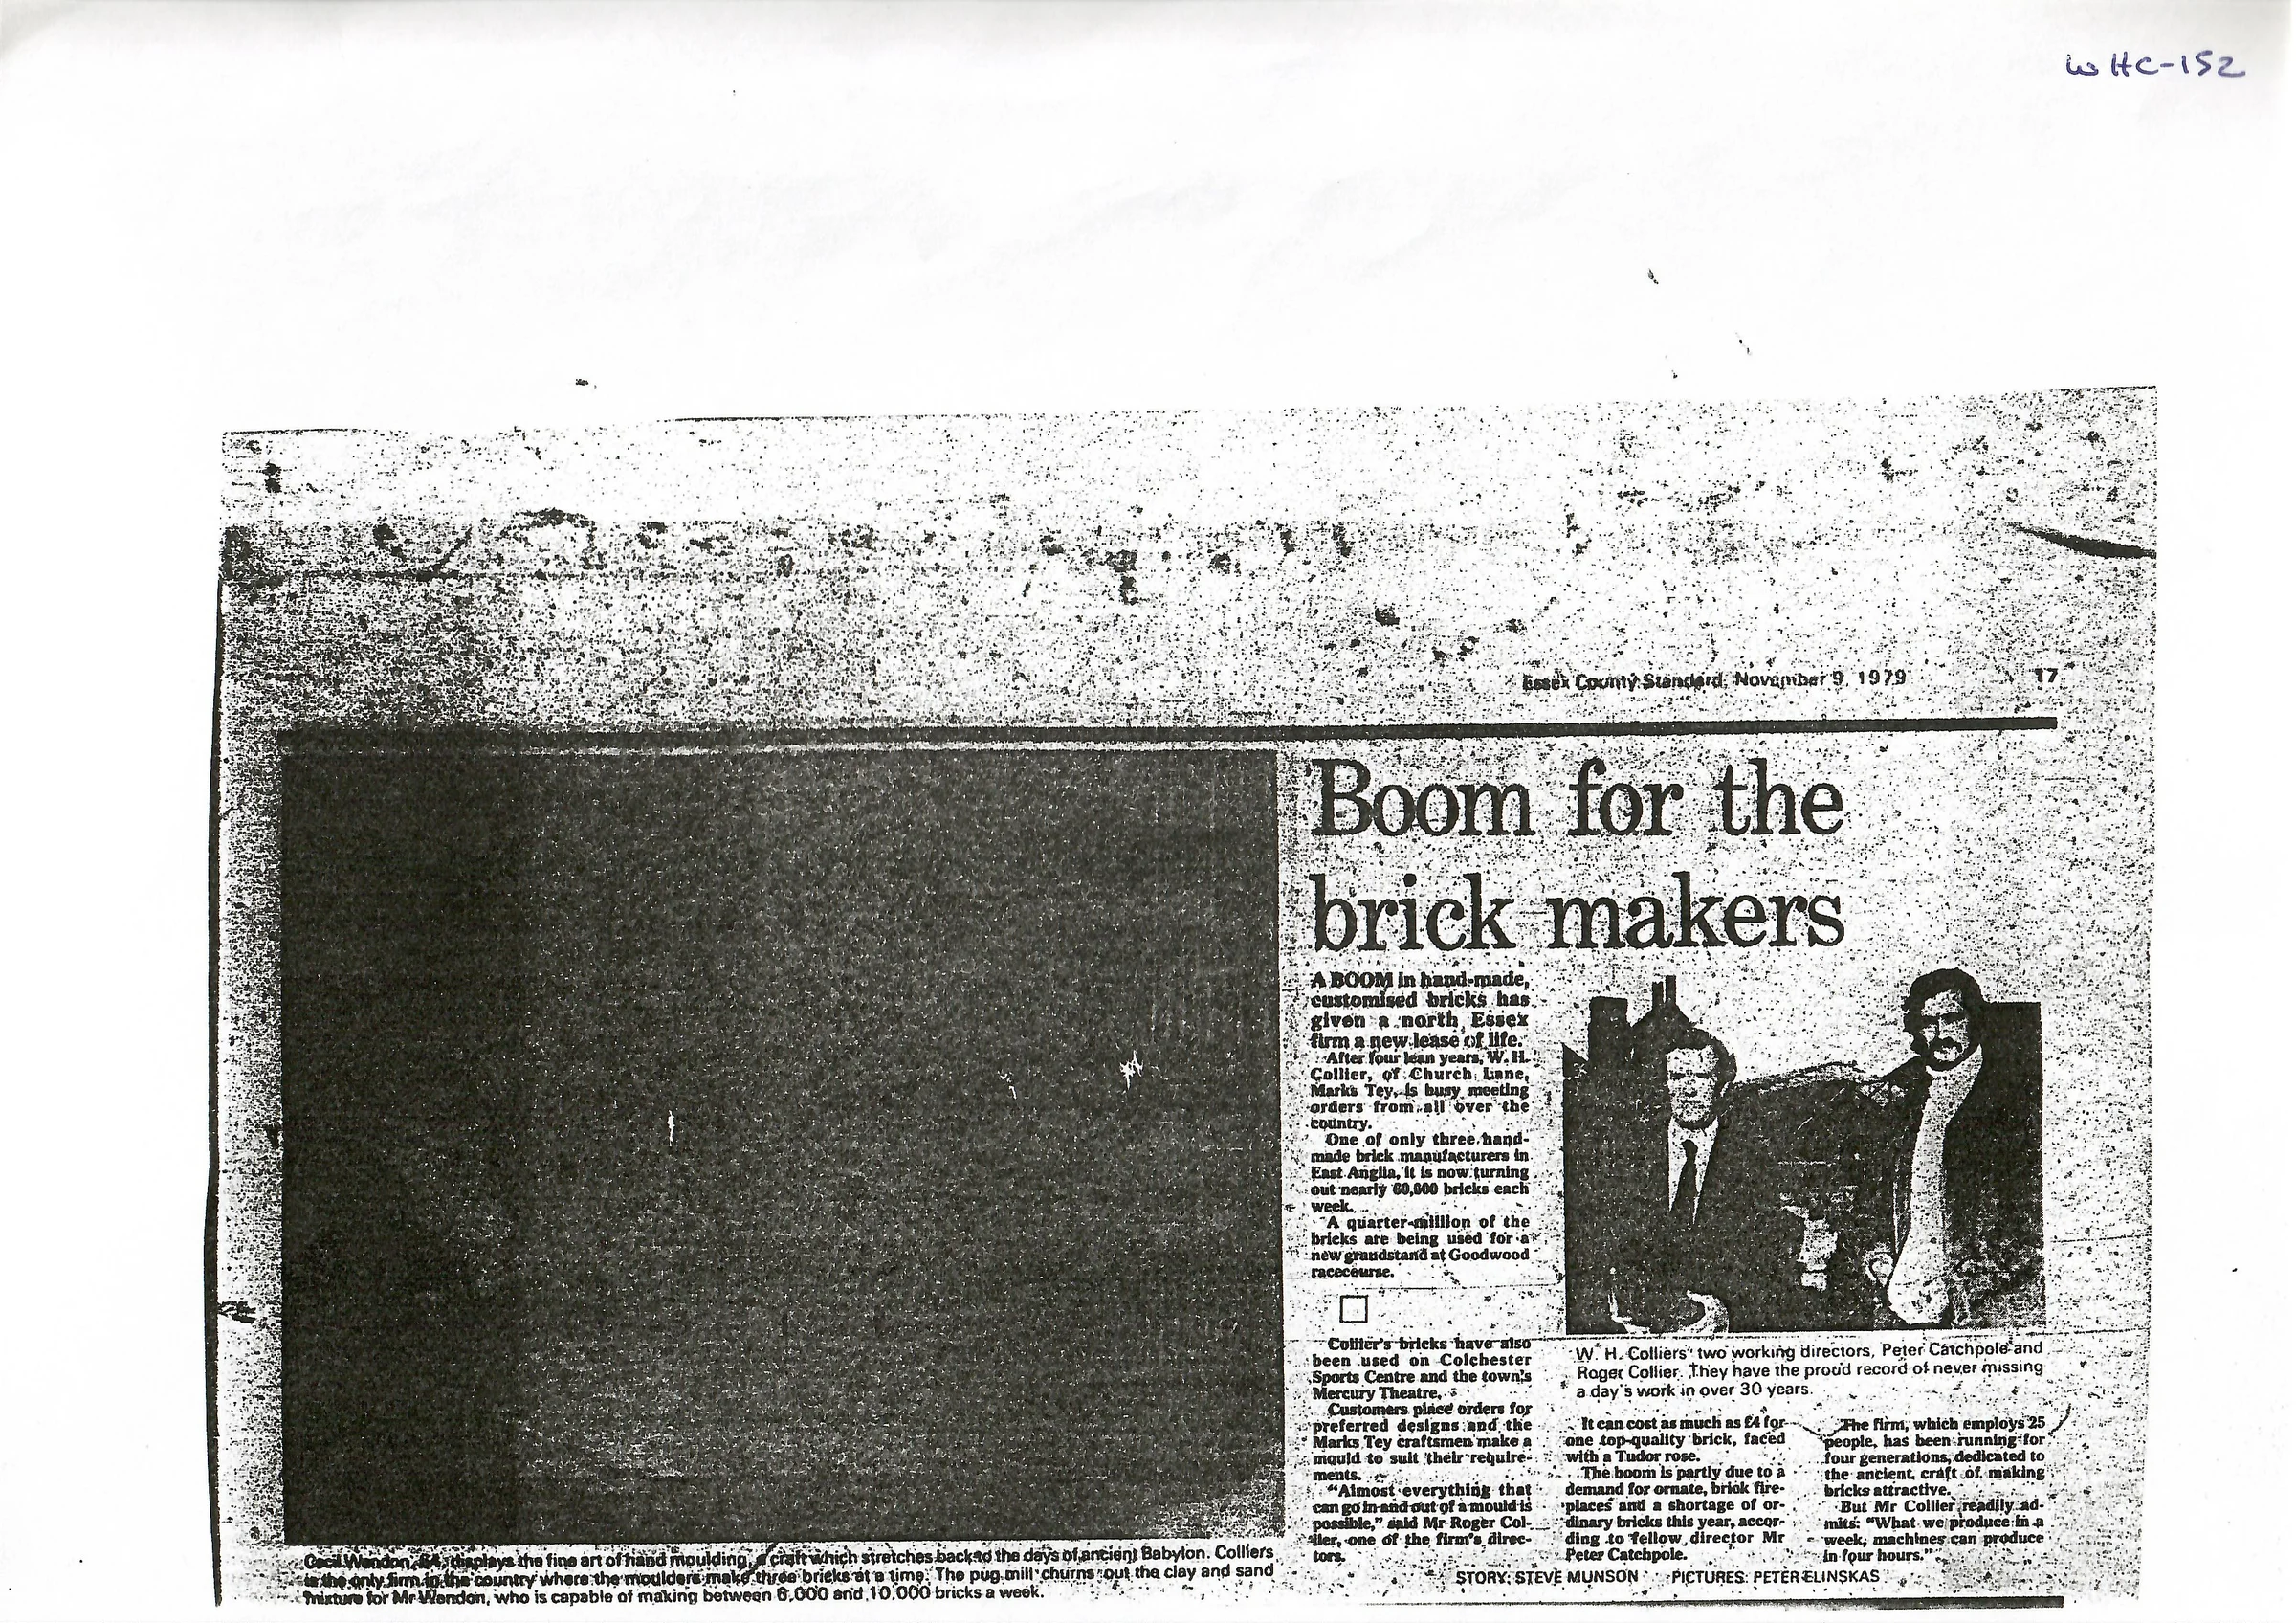 WHC-152
Essex County Standard, November 9, 1979 17
Boom for the
brick makers
A BOOM in hand-made,
customised bricks has
given a north Essex
firm a new lease of life.
After four lean years, W. H.
Collier, of Church Lane,
Marks Tey, is busy meeting
orders from all over the
country.
One of only three hand-
made brick manufacturers in
East Anglia, it is now turning
out nearly 60,000 bricks each
week.
A quarter-million of the
bricks are being used for a
new grandstand at Goodwood
racecourse.
Collier's bricks have also
been used on Colchester
Sports Centre and the town's
Mercury Theatre.
Customers place orders for
preferred designs and the
Marks Tey craftsmen make a
mould to suit their require-
ments.
"Almost everything that
can go in and out of a mould is
possible," said Mr Roger Col-
lier, one of the firm's direc-
tors.
W. H. Colliers' two working directors, Peter Catchpole and
Roger Collier. They have the proud record of never missing
a day's work in over 30 years.
It can cost as much as £4 for
one top-quality brick, faced
with a Tudor rose.
The boom is partly due to a
demand for ornate, brick fire-
places and a shortage of or-
dinary bricks this year, accor-
ding to fellow director Mr
Peter Catchpole.
The firm, which employs 25
people, has been running for
four generations, dedicated to
the ancient craft of making
bricks attractive.
But Mr Collier readily ad-
mits: "What we produce in a
week, machines can produce
in four hours."
STORY: STEVE MUNSON PICTURES: PETER ELINSKAS
Cecil Wendon, 64, displays the fine art of hand moulding, a craft which stretches back to the days of ancient Babylon. Colliers
is the only firm in the country where the moulders make three bricks at a time. The pug mill churns out the clay and sand
mixture for Mr Wendon, who is capable of making between 6,000 and 10,000 bricks a week.